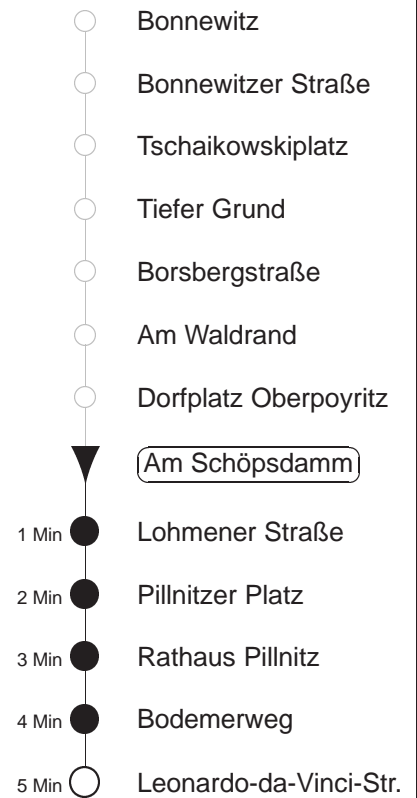 Bonnewitz
Bonnewitzer Straße
Tschaikowskiplatz
Tiefer Grund
Borsbergstraße
Am Waldrand
Dorfplatz Oberpoyritz
Am Schöpsdamm
1 Min Lohmener Straße
2 Min Pillnitzer Platz
3 Min Rathaus Pillnitz
4 Min Bodemerweg
5 Min Leonardo-da-Vinci-Str.